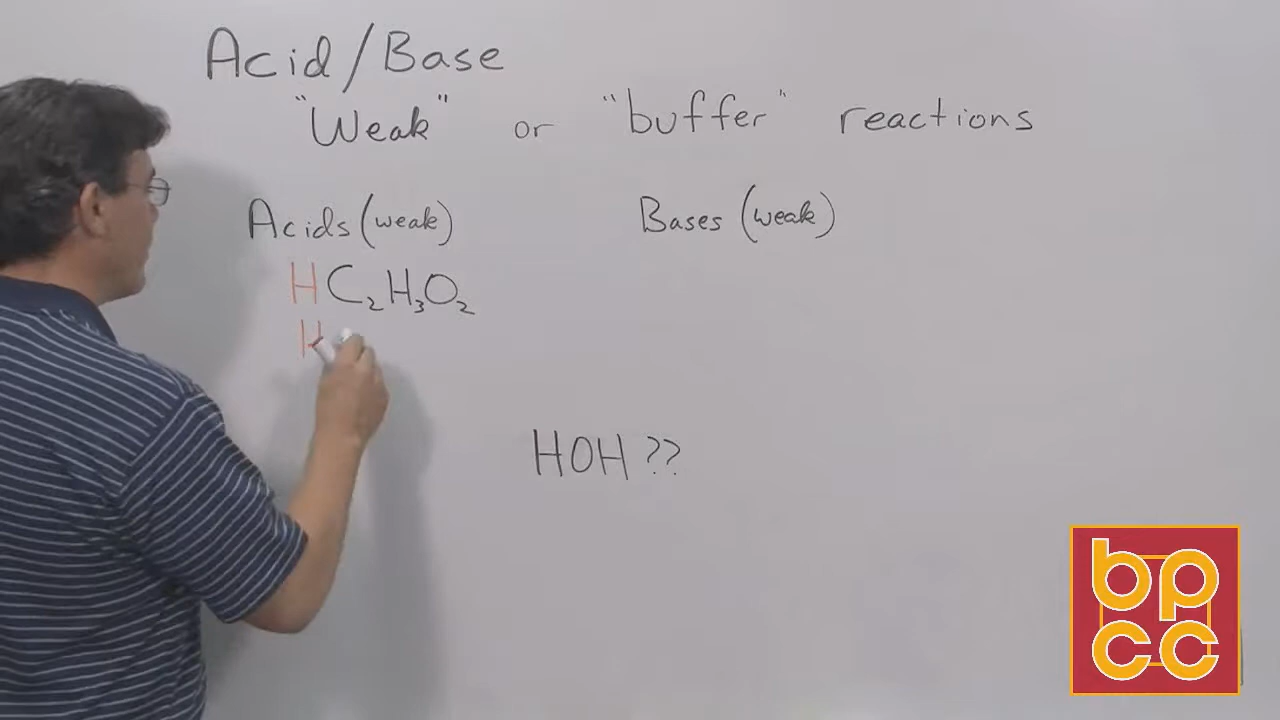 Acid/Base
"Weak" or "buffer" reactions
Acids (weak) Bases (weak)
HC₂H₃O₂
H
HOH ??
bp
cc